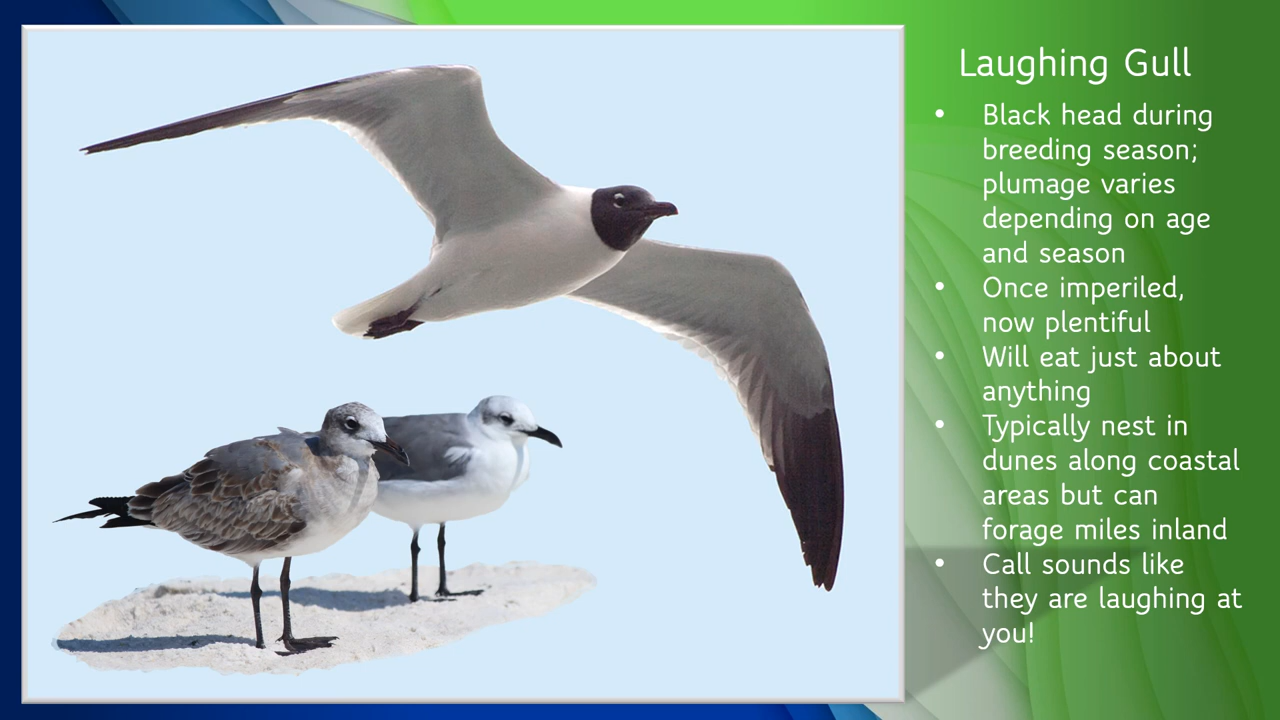 Laughing Gull
• Black head during
breeding season;
plumage varies
depending on age
and season
• Once imperiled,
now plentiful
• Will eat just about
anything
• Typically nest in
dunes along coastal
areas but can
forage miles inland
• Call sounds like
they are laughing at
you!